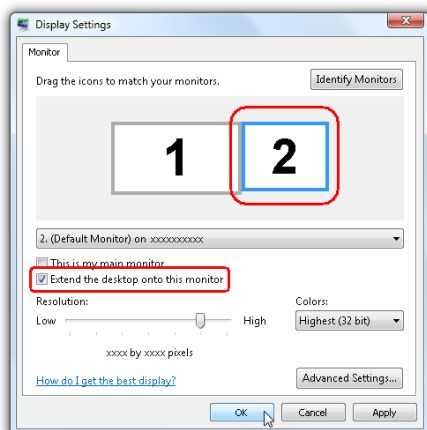 Display Settings
Monitor
Drag the icons to match your monitors.
Identify Monitors
1
2
2. (Default Monitor) on xxxxxxxxxx
This is my main monitor
Extend the desktop onto this monitor
Resolution:
Colors:
Low
High
Highest (32 bit)
xxxx by xxxx pixels
How do I get the best display?
Advanced Settings...
OK
Cancel
Apply